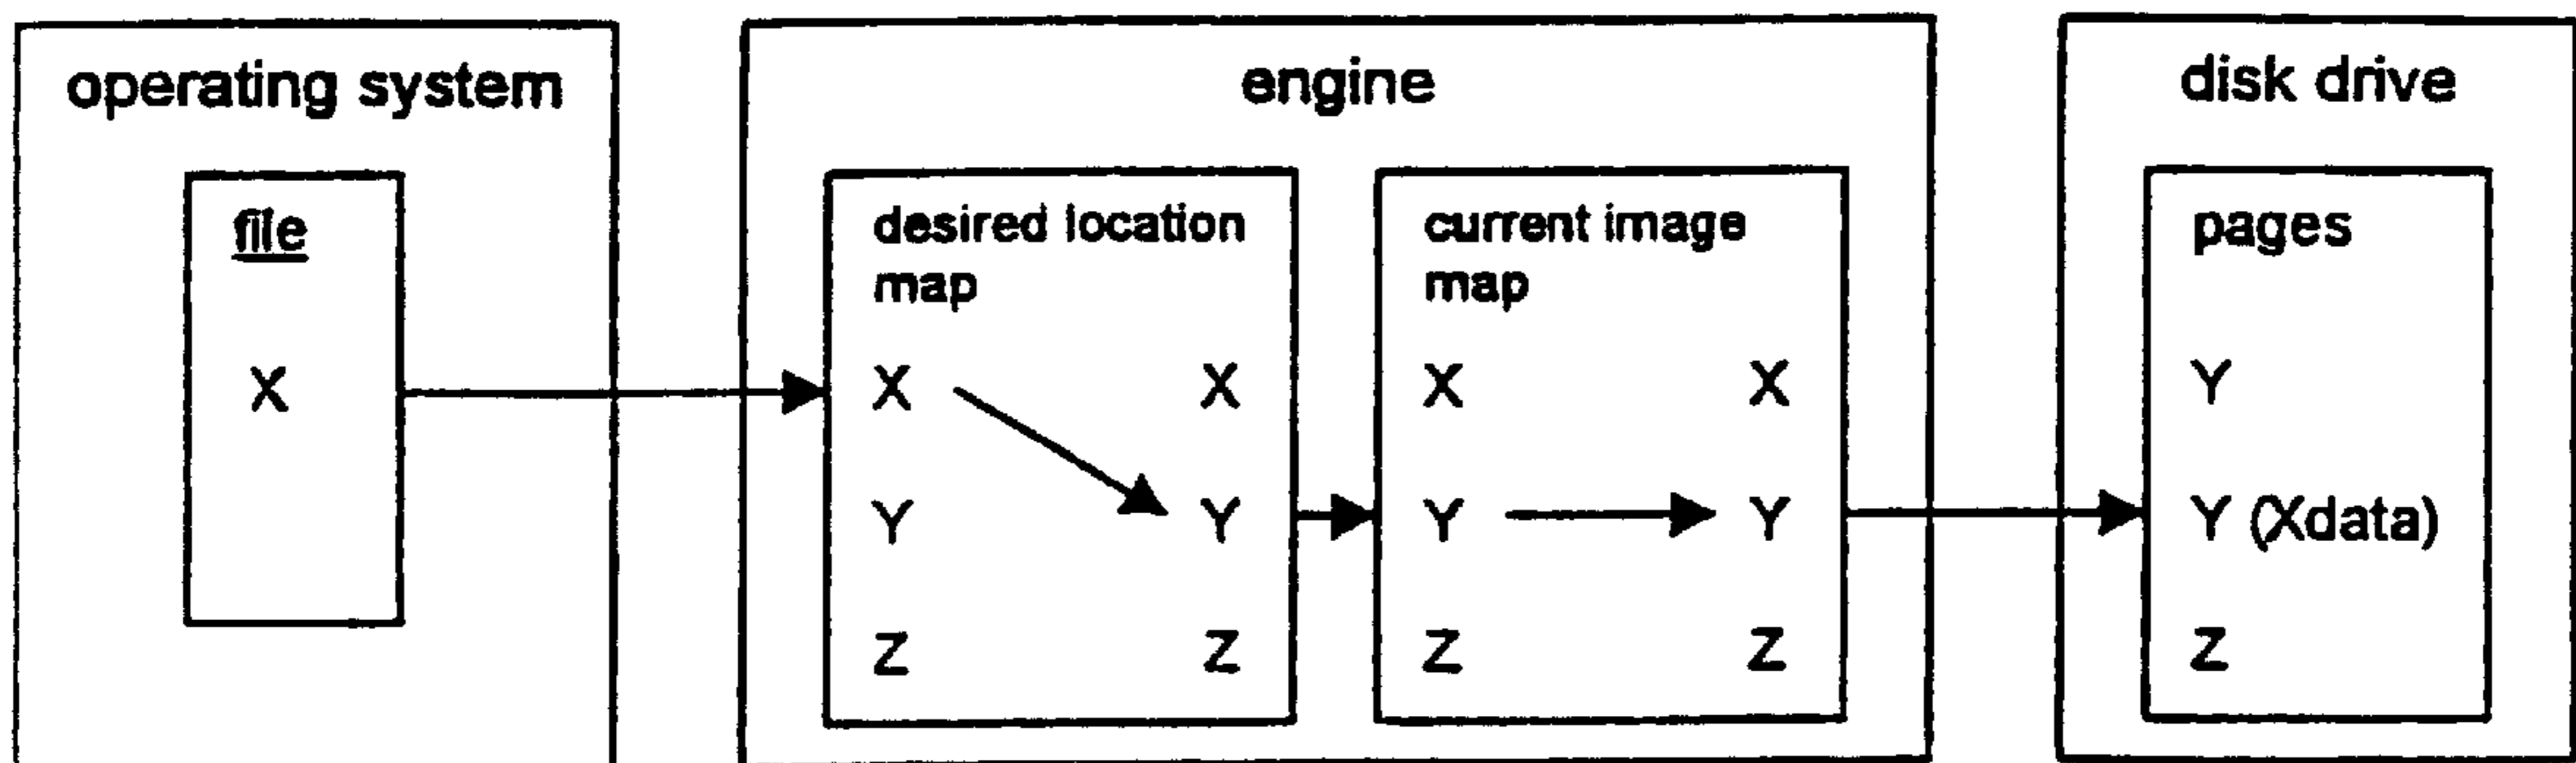 operating system
file
X
engine
desired location
map
X X
Y Y
Z Z
current image
map
X X
Y Y
Z Z
disk drive
pages
Y
Y (Xdata)
Z